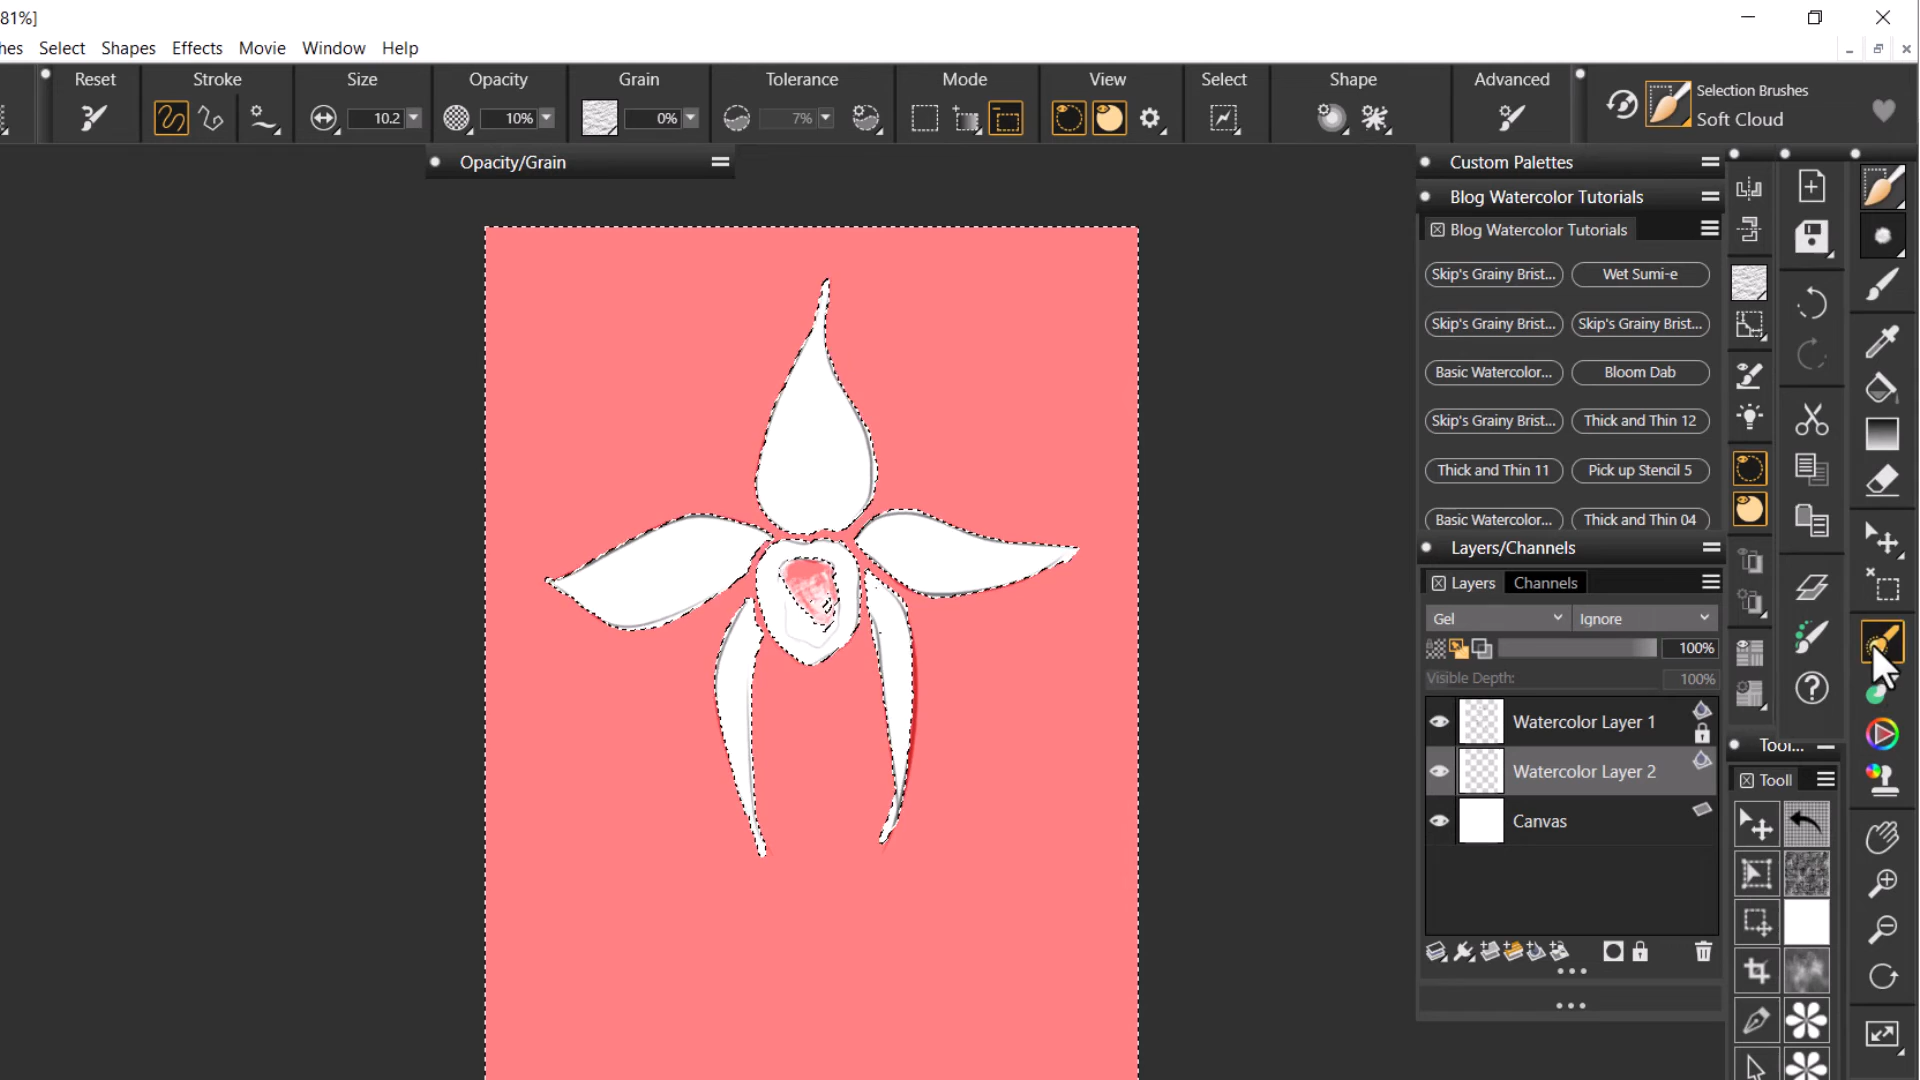 81%]
hes Select Shapes Effects Movie Window Help
Reset Stroke Size Opacity Grain Tolerance Mode View Select Shape Advanced
10.2 10% 0% 7%
Selection Brushes
Soft Cloud
Opacity/Grain
Custom Palettes
Blog Watercolor Tutorials
Blog Watercolor Tutorials
Skip's Grainy Brist... Wet Sumi-e
Skip's Grainy Brist... Skip's Grainy Brist...
Basic Watercolor... Bloom Dab
Skip's Grainy Brist... Thick and Thin 12
Thick and Thin 11 Pick up Stencil 5
Basic Watercolor... Thick and Thin 04
Layers/Channels
Layers Channels
Gel Ignore
100%
Visible Depth: 100%
Watercolor Layer 1
Watercolor Layer 2
Canvas
Tool...
Tooll